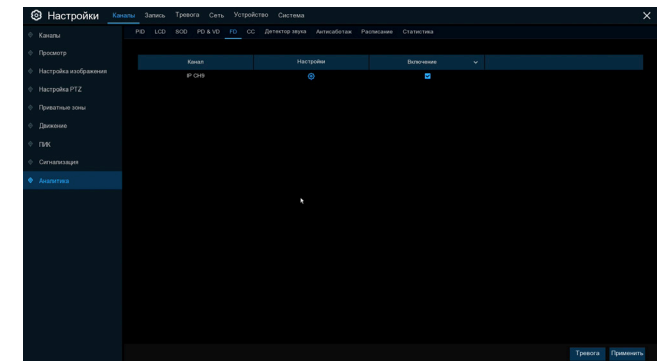 Настройки Каналы Запись Тревога Сеть Устройство Система
Каналы
PID LCD SOD PD & VD FD CC Детектор звука Антисаботаж Расписание Статистика
Просмотр
Канал Настройки Включение
Настройка изображения
IP CH9
Настройка PTZ
Приватные зоны
Движение
ПИК
Сигнализация
Аналитика
Тревога Применить